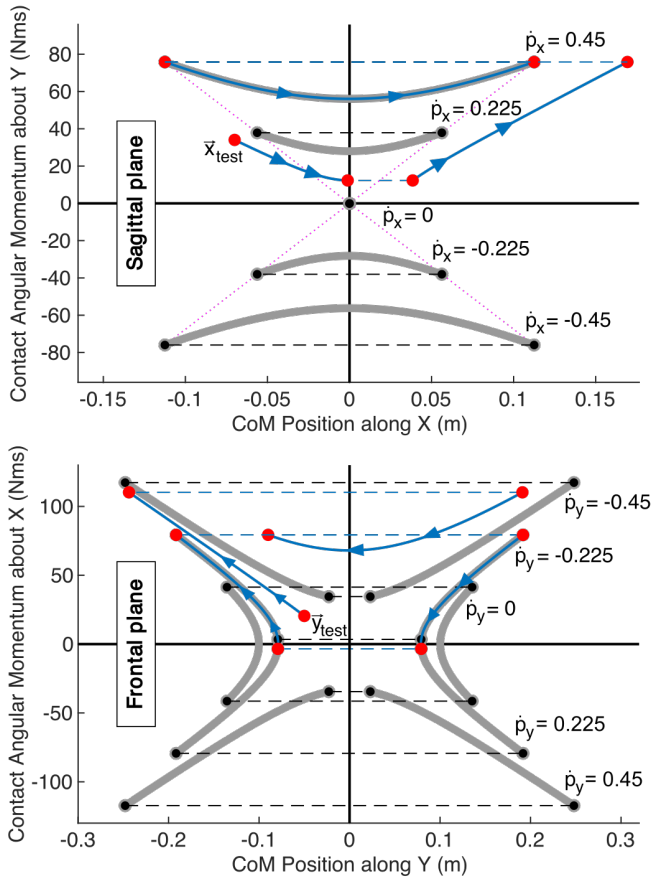 Contact Angular Momentum about Y (Nms)
80
60
40
20
0
-20
-40
-60
-80
Sagittal plane
ṗx = 0.45
ṗx = 0.225
x⃗test
ṗx = 0
ṗx = -0.225
ṗx = -0.45
-0.15 -0.1 -0.05 0 0.05 0.1 0.15
CoM Position along X (m)
Contact Angular Momentum about X (Nms)
100
50
0
-50
-100
Frontal plane
ṗy = -0.45
ṗy = -0.225
ṗy = 0
y⃗test
ṗy = 0.225
ṗy = 0.45
-0.3 -0.2 -0.1 0 0.1 0.2 0.3
CoM Position along Y (m)